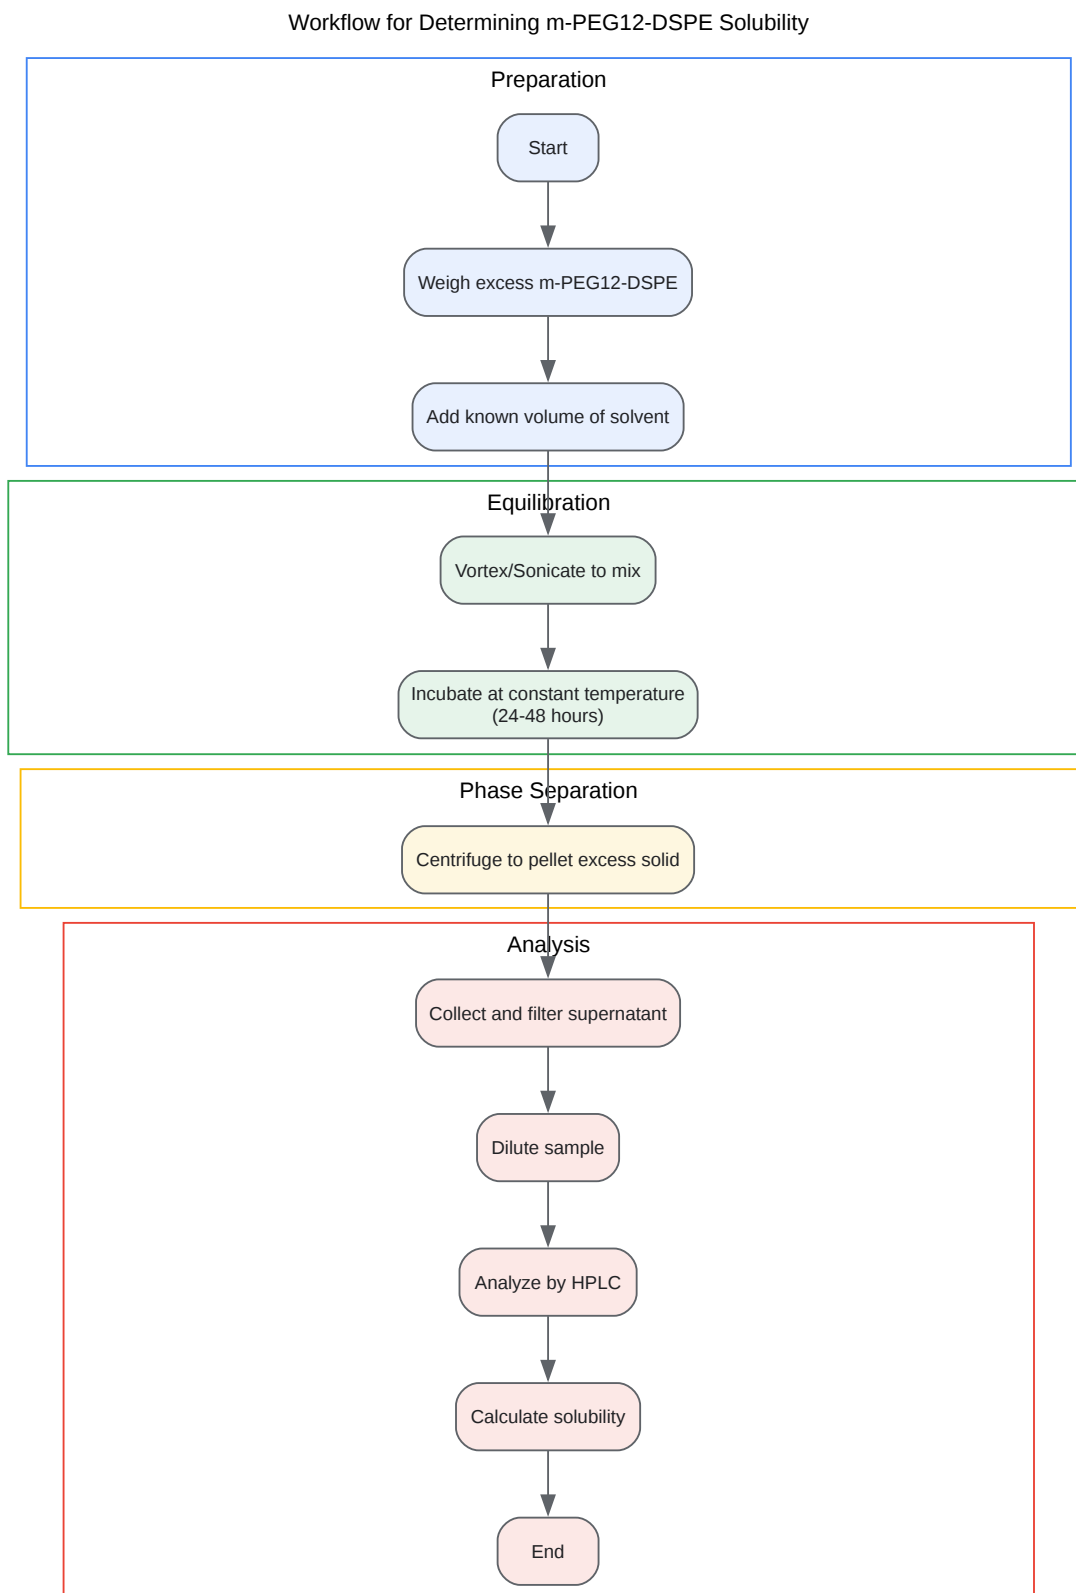 Workflow for Determining m-PEG12-DSPE Solubility
Preparation
Start
Weigh excess m-PEG12-DSPE
Add known volume of solvent
Equilibration
Vortex/Sonicate to mix
Incubate at constant temperature
(24-48 hours)
Phase Separation
Centrifuge to pellet excess solid
Analysis
Collect and filter supernatant
Dilute sample
Analyze by HPLC
Calculate solubility
End